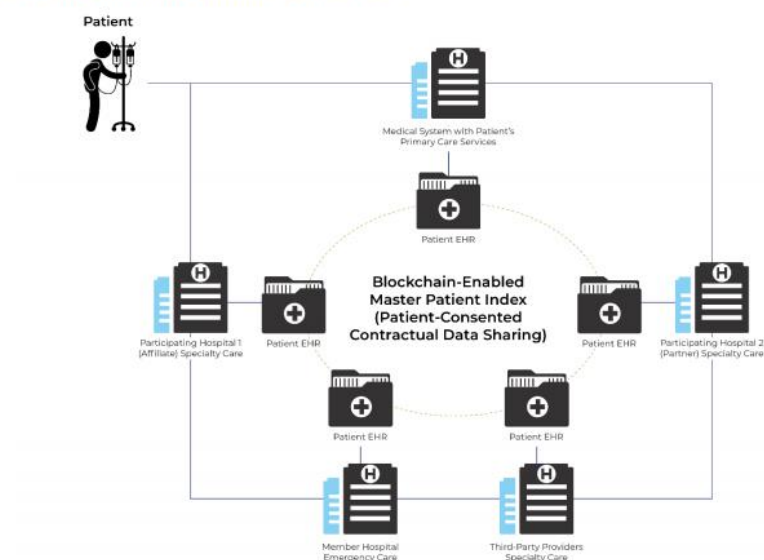 Patient
H
Medical System with Patient's
Primary Care Services
Patient EHR
Blockchain-Enabled
Master Patient Index
(Patient-Consented
Contractual Data Sharing)
H
Participating Hospital 1
(Affiliate) Specialty Care
Patient EHR
Patient EHR
H
Participating Hospital 2
(Partner) Specialty Care
Patient EHR
Patient EHR
H
Member Hospital
Emergency Care
H
Third-Party Providers
Specialty Care